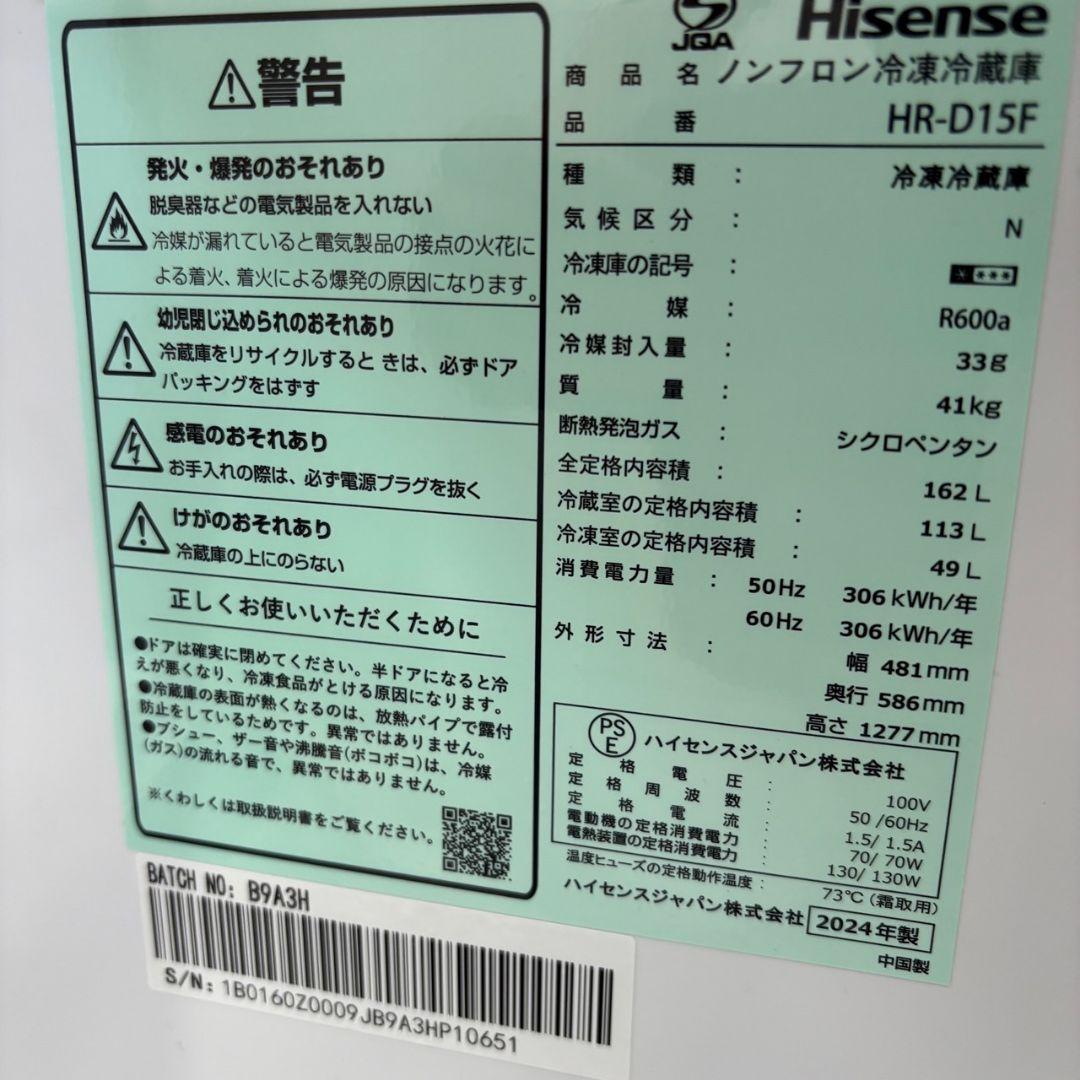 警告
発火・爆発のおそれあり
脱臭器などの電気製品を入れない
冷媒が漏れていると電気製品の接点の火花に
よる着火、着火による爆発の原因になります。
幼児閉じ込められのおそれあり
冷蔵庫をリサイクルすると きは、必ずドア
パッキングをはずす
感電のおそれあり
お手入れの際は、必ず電源プラグを抜く
けがのおそれあり
冷蔵庫の上にのらない
正しくお使いいただくために
●ドアは確実に閉めてください。半ドアになると冷
えが悪くなり、冷凍食品がとける原因になります。
●冷蔵庫の表面が熱くなるのは、放熱パイプで露付
防止をしているためです。異常ではありません。
●プシュー、ザー音や沸騰音(ボコボコ)は、冷媒
(ガス)の流れる音で、異常ではありません。
※くわしくは取扱説明書をご覧ください。
JQA
Hisense
商品名 ノンフロン冷凍冷蔵庫
品番 HR-D15F
種類 : 冷凍冷蔵庫
気候区分 : N
冷凍庫の記号 : * ***
冷媒 : R600a
冷媒封入量 : 33g
質量 : 41kg
断熱発泡ガス : シクロペンタン
全定格内容積 : 162 L
冷蔵室の定格内容積 : 113 L
冷凍室の定格内容積 : 49 L
消費電力量 : 50Hz 306 kWh/年
60Hz 306 kWh/年
外形寸法 : 幅 481mm
奥行 586mm
高さ 1277mm
PS
E
ハイセンスジャパン株式会社
定格電圧 : 100V
定格周波数 : 50 /60Hz
定格電流 : 1.5/ 1.5A
電動機の定格消費電力 : 70/ 70W
電熱装置の定格消費電力 : 130/ 130W
温度ヒューズの定格動作温度 : 73℃ (霜取用)
ハイセンスジャパン株式会社 2024年製
中国製
BATCH NO: B9A3H
S/N: 1B0160Z0009JB9A3HP10651